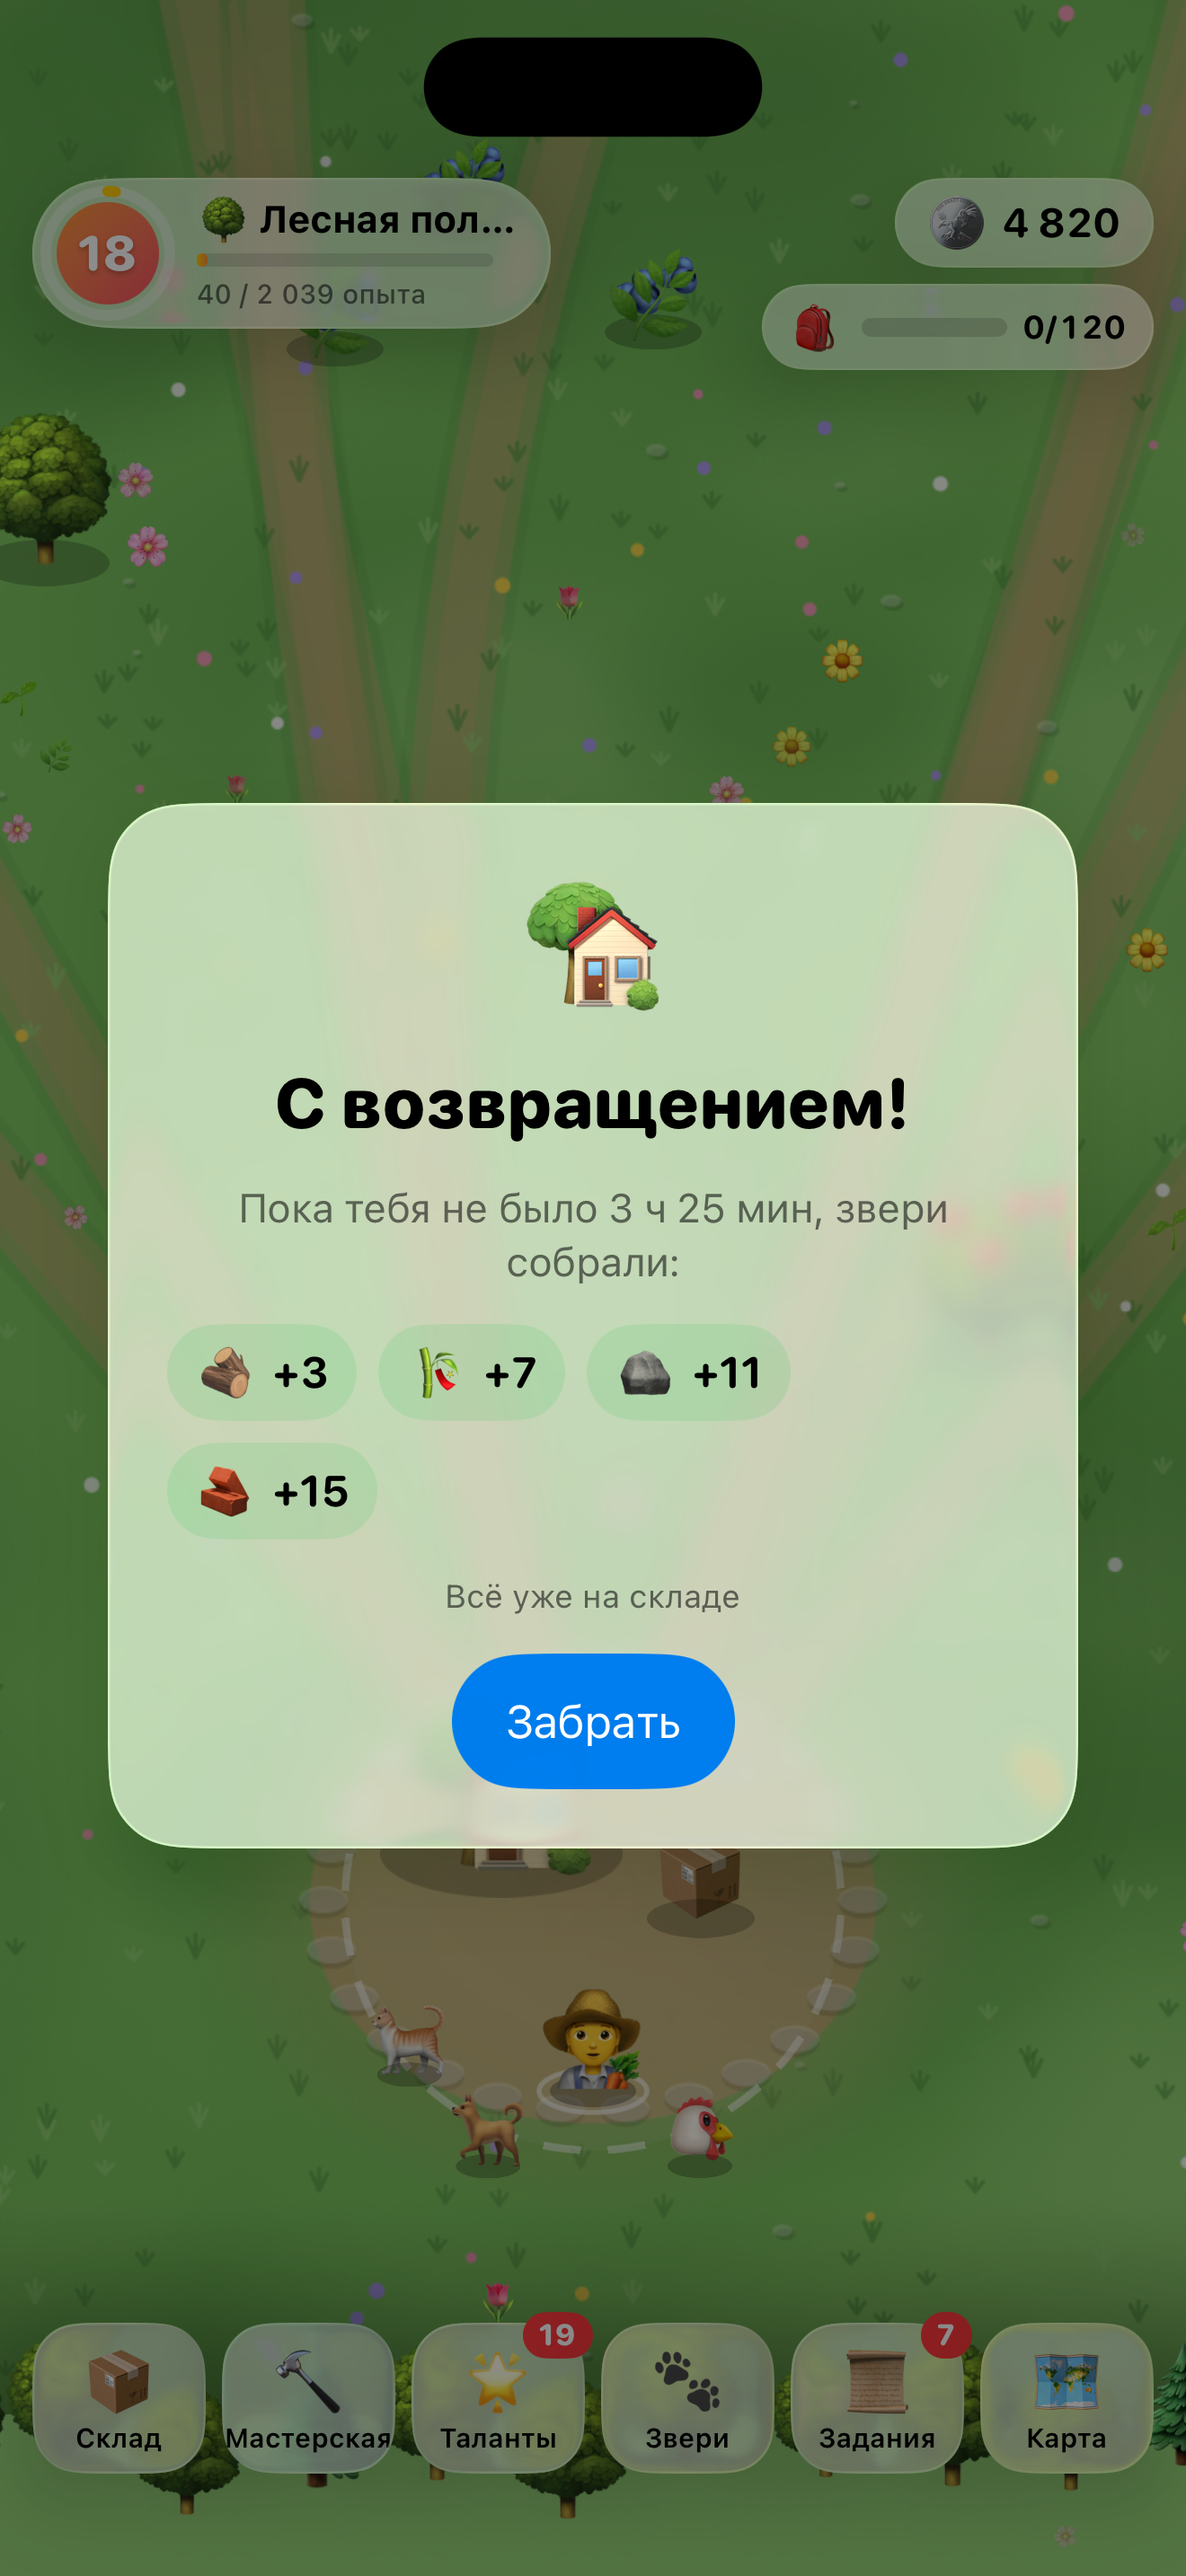 18
Лесная пол...
40 / 2 039 опыта
4 820
0/120
С возвращением!
Пока тебя не было 3 ч 25 мин, звери
собрали:
+3
+7
+11
+15
Всё уже на складе
Забрать
19
7
Склад
Мастерская
Таланты
Звери
Задания
Карта